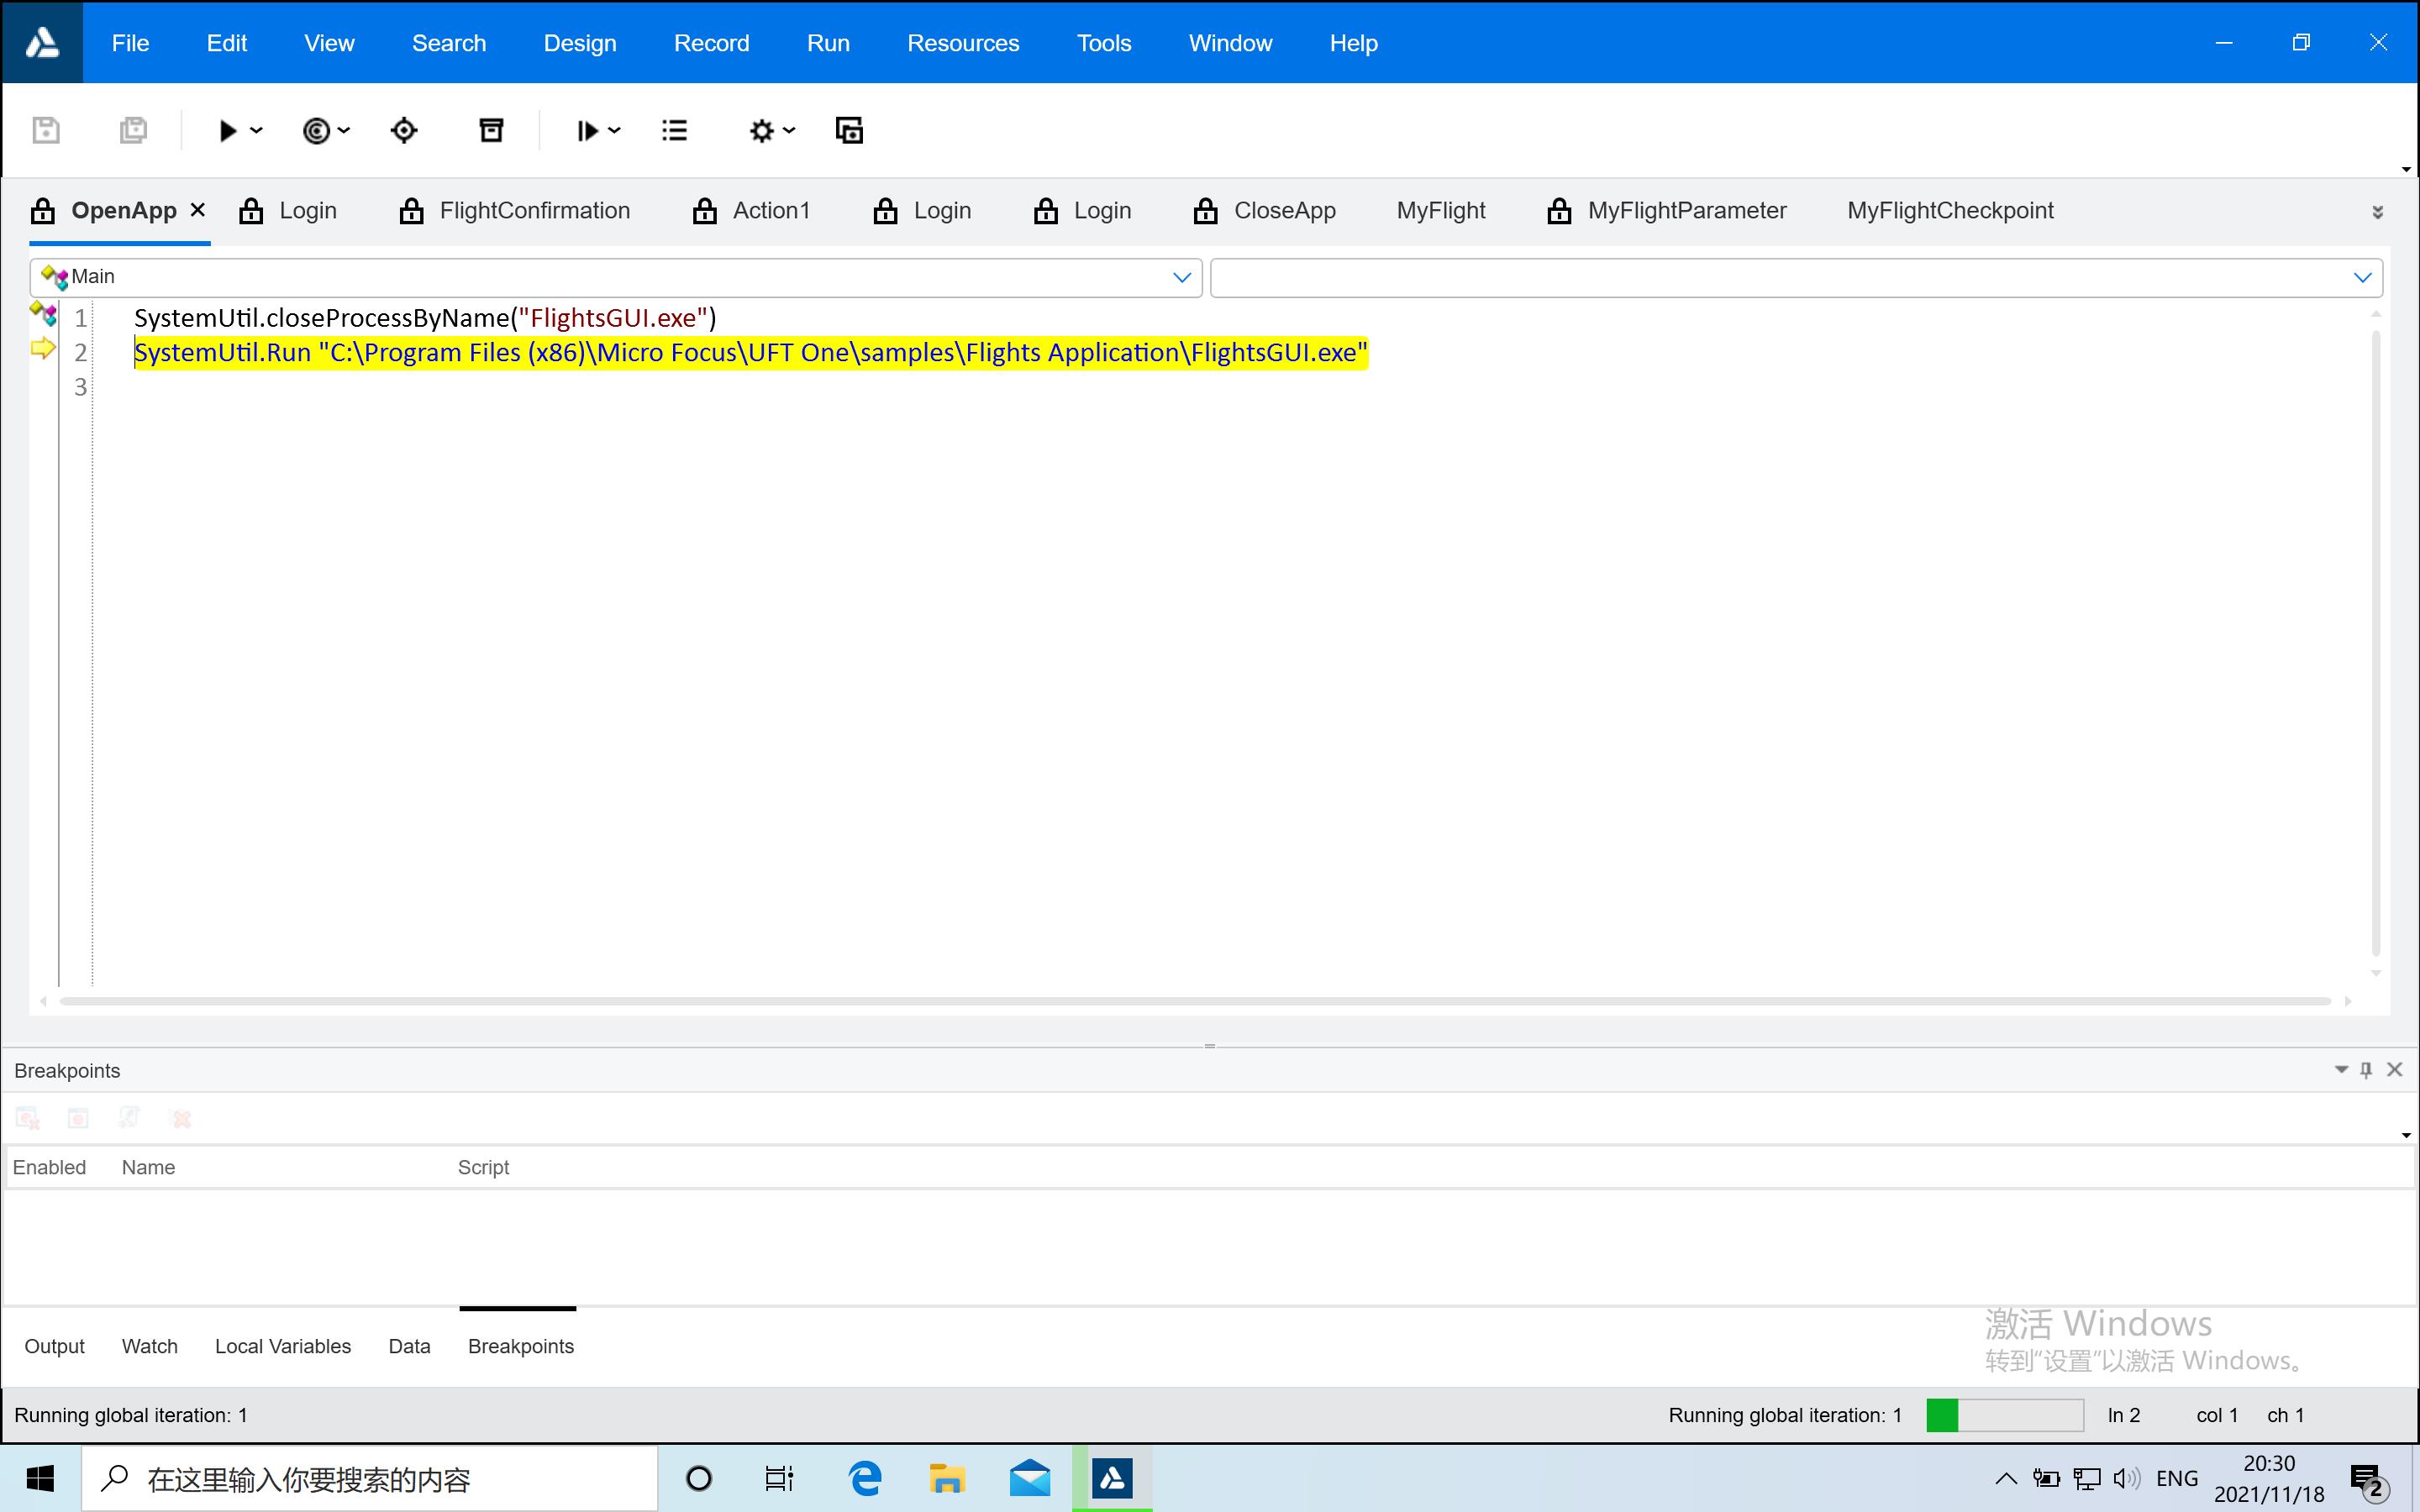 File Edit View Search Design Record Run Resources Tools Window Help
OpenApp Login FlightConfirmation Action1 Login Login CloseApp MyFlight MyFlightParameter MyFlightCheckpoint
Main
1 SystemUtil.closeProcessByName("FlightsGUI.exe")
2 SystemUtil.Run "C:\Program Files (x86)\Micro Focus\UFT One\samples\Flights Application\FlightsGUI.exe"
3
Breakpoints
Enabled Name Script
Output Watch Local Variables Data Breakpoints
激活 Windows
转到“设置”以激活 Windows。
Running global iteration: 1 Running global iteration: 1 ln 2 col 1 ch 1
在这里输入你要搜索的内容 ENG 20:30
2021/11/18 2